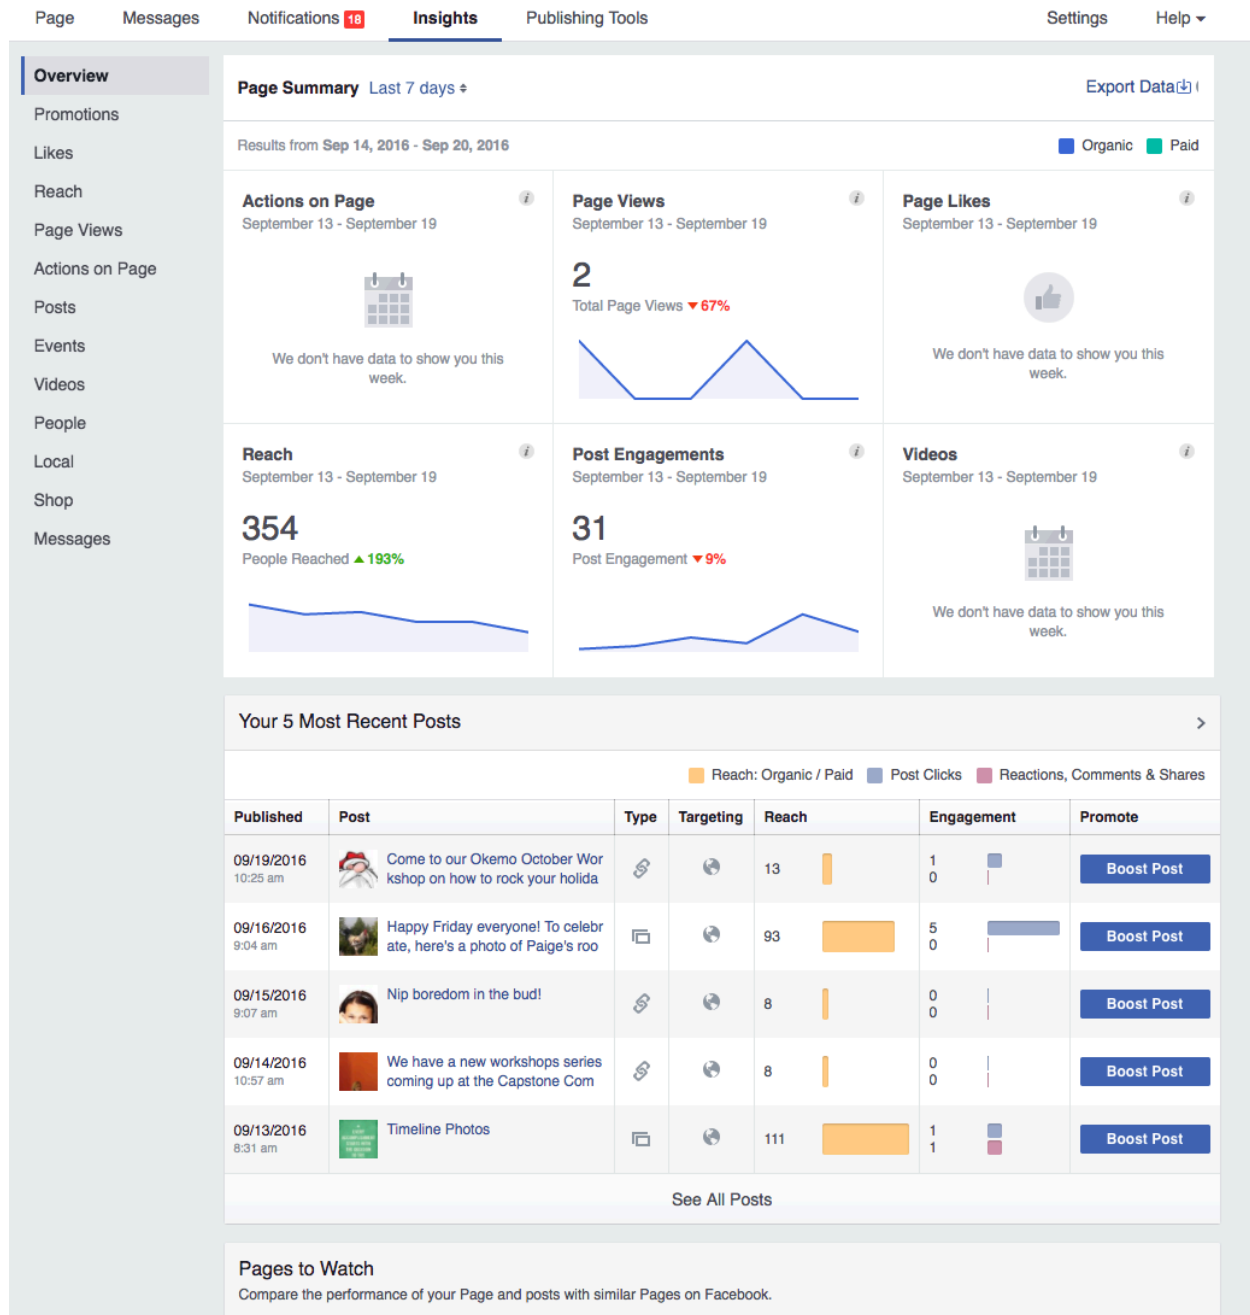 Page Messages Notifications 18 Insights Publishing Tools Settings Help
Overview
Promotions
Likes
Reach
Page Views
Actions on Page
Posts
Events
Videos
People
Local
Shop
Messages
Page Summary Last 7 days Export Data
Results from Sep 14, 2016 - Sep 20, 2016 Organic Paid
Actions on Page
September 13 - September 19
We don't have data to show you this
week.
Page Views
September 13 - September 19
2
Total Page Views 67%
Page Likes
September 13 - September 19
We don't have data to show you this
week.
Reach
September 13 - September 19
354
People Reached 193%
Post Engagements
September 13 - September 19
31
Post Engagement 9%
Videos
September 13 - September 19
We don't have data to show you this
week.
Your 5 Most Recent Posts
Reach: Organic / Paid Post Clicks Reactions, Comments & Shares
Published Post Type Targeting Reach Engagement Promote
09/19/2016
10:25 am
Come to our Okemo October Wor
kshop on how to rock your holida
13
1
0
Boost Post
09/16/2016
9:04 am
Happy Friday everyone! To celebr
ate, here's a photo of Paige's roo
93
5
0
Boost Post
09/15/2016
9:07 am
Nip boredom in the bud!
8
0
0
Boost Post
09/14/2016
10:57 am
We have a new workshops series
coming up at the Capstone Com
8
0
0
Boost Post
09/13/2016
8:31 am
Timeline Photos
111
1
1
Boost Post
See All Posts
Pages to Watch
Compare the performance of your Page and posts with similar Pages on Facebook.